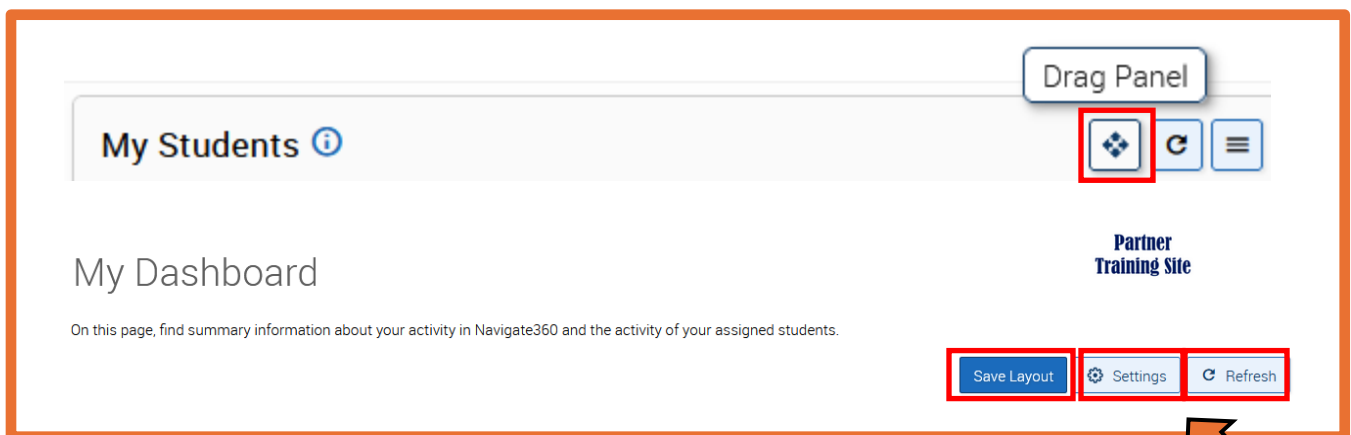 Drag Panel
My Students
Partner
Training Site
My Dashboard
On this page, find summary information about your activity in Navigate360 and the activity of your assigned students.
Save Layout Settings Refresh